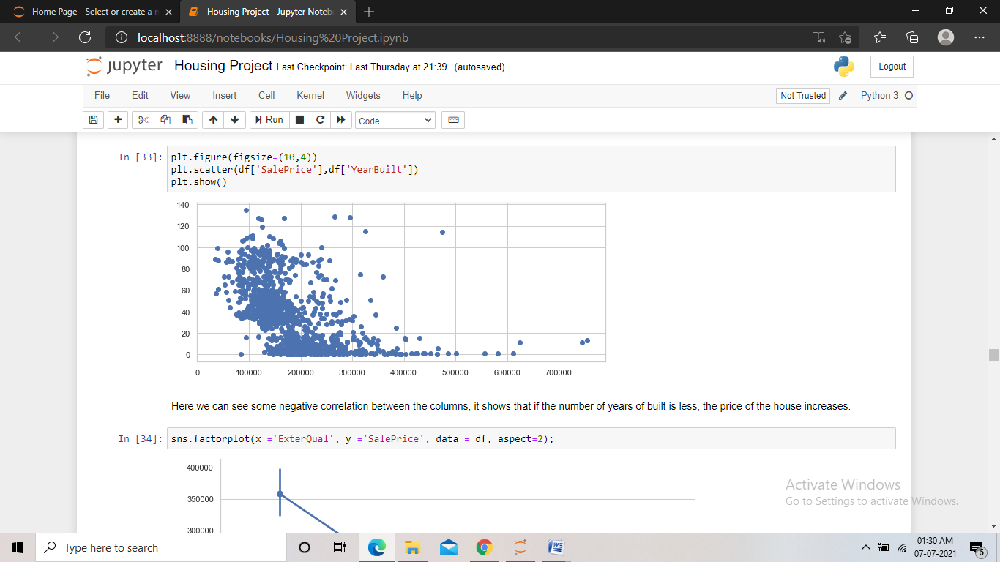 Home Page - Select or create a n
Housing Project - Jupyter Noteb
localhost:8888/notebooks/Housing%20Project.ipynb
jupyter Housing Project Last Checkpoint: Last Thursday at 21:39 (autosaved)
Logout
File Edit View Insert Cell Kernel Widgets Help
Not Trusted
Python 3
Run
Code
In [33]:
plt.figure(figsize=(10,4))
plt.scatter(df['SalePrice'],df['YearBuilt'])
plt.show()
140
120
100
80
60
40
20
0
0 100000 200000 300000 400000 500000 600000 700000
Here we can see some negative correlation between the columns, it shows that if the number of years of built is less, the price of the house increases.
In [34]:
sns.factorplot(x ='ExterQual', y ='SalePrice', data = df, aspect=2);
400000
350000
300000
Activate Windows
Go to Settings to activate Windows.
Type here to search
01:30 AM
07-07-2021
6